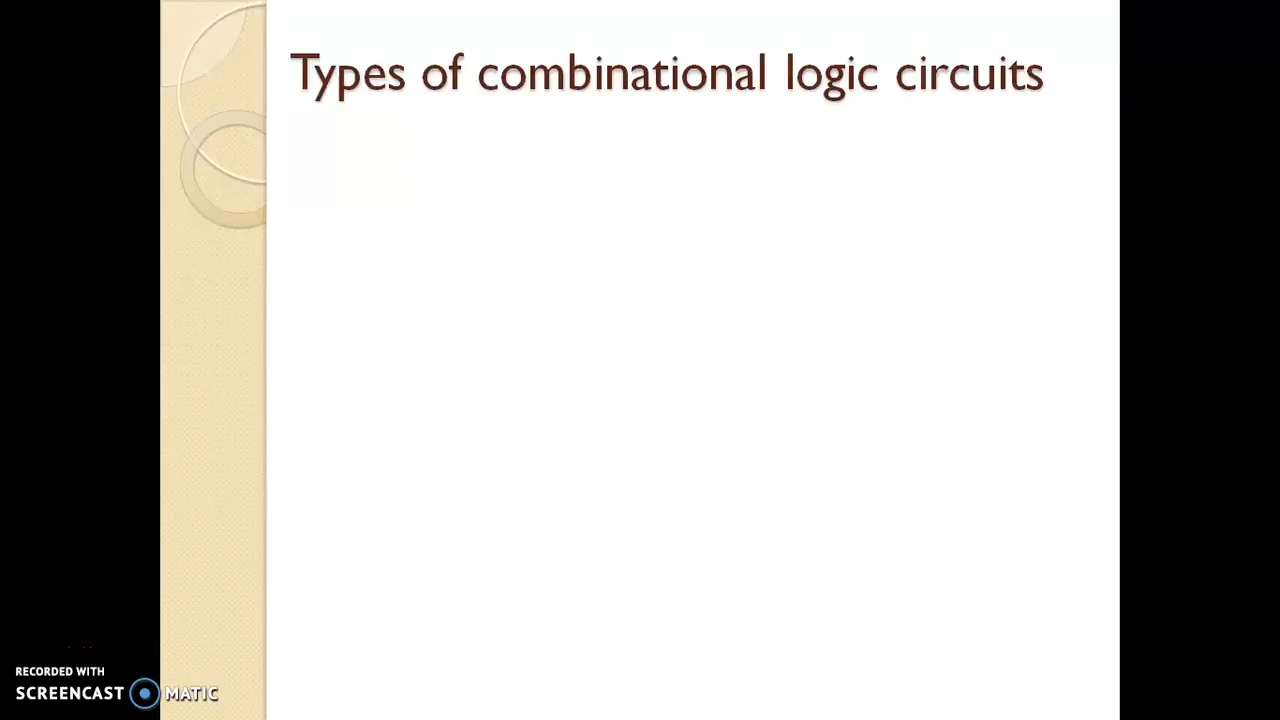 Types of combinational logic circuits
RECORDED WITH
SCREENCAST MATIC